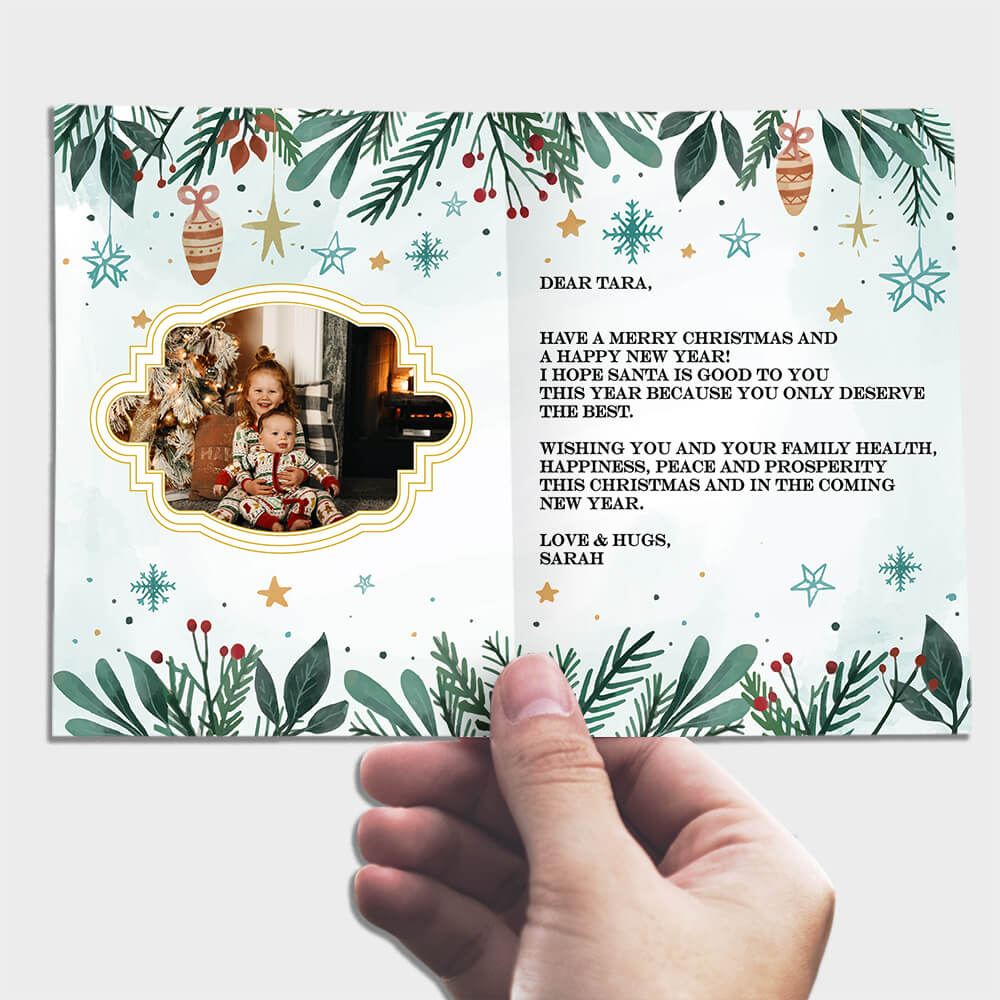 DEAR TARA,
HAVE A MERRY CHRISTMAS AND
A HAPPY NEW YEAR!
I HOPE SANTA IS GOOD TO YOU
THIS YEAR BECAUSE YOU ONLY DESERVE
THE BEST.
WISHING YOU AND YOUR FAMILY HEALTH,
HAPPINESS, PEACE AND PROSPERITY
THIS CHRISTMAS AND IN THE COMING
NEW YEAR.
LOVE & HUGS,
SARAH